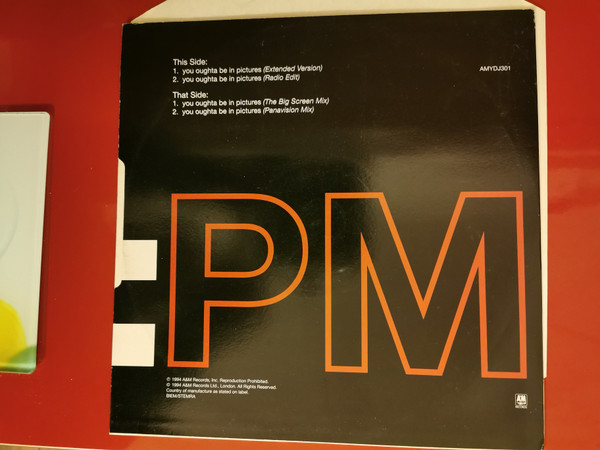 This Side:
1. you oughta be in pictures (Extended Version)
2. you oughta be in pictures (Radio Edit)
AMYDJ301
That Side:
1. you oughta be in pictures (The Big Screen Mix)
2. you oughta be in pictures (Panavision Mix)
PM
℗ 1994 A&M Records, Inc. Reproduction Prohibited.
© 1994 A&M Records Ltd., London. All Rights Reserved.
Country of manufacture as stated on label.
BIEM/STEMRA
A&M
RECORDS